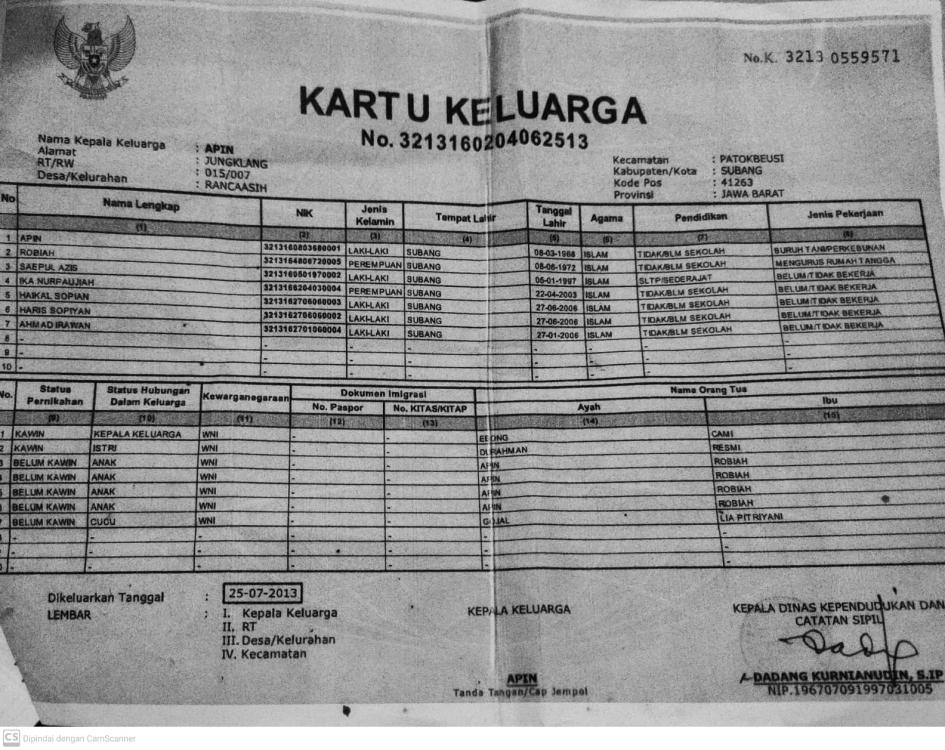 No.K. 3213 0559571
KARTU KELUARGA
No. 3213160204062513
Nama Kepala Keluarga : APIN
Alamat : JUNGKLANG
RT/RW : 015/007
Desa/Kelurahan : RANCAASIH
Kecamatan : PATOKBEUSI
Kabupaten/Kota : SUBANG
Kode Pos : 41263
Provinsi : JAWA BARAT
No Nama Lengkap NIK Jenis Kelamin Tempat Lahir Tanggal Lahir Agama Pendidikan Jenis Pekerjaan
(1) (2) (3) (4) (5) (6) (7) (8)
1 APIN 3213160803680001 LAKI-LAKI SUBANG 08-03-1968 ISLAM TIDAK/BLM SEKOLAH BURUH TANI/PERKEBUNAN
2 ROBIAH 3213164806720005 PEREMPUAN SUBANG 08-06-1972 ISLAM TIDAK/BLM SEKOLAH MENGURUS RUMAH TANGGA
3 SAEPUL AZIS 3213160501970002 LAKI-LAKI SUBANG 05-01-1997 ISLAM SLTP/SEDERAJAT BELUM/TIDAK BEKERJA
4 IKA NURPAUJIAH 3213166204030004 PEREMPUAN SUBANG 22-04-2003 ISLAM TIDAK/BLM SEKOLAH BELUM/TIDAK BEKERJA
5 HAIKAL SOPIAN 3213162706060003 LAKI-LAKI SUBANG 27-06-2006 ISLAM TIDAK/BLM SEKOLAH BELUM/TIDAK BEKERJA
6 HARIS SOPIYAN 3213162706060002 LAKI-LAKI SUBANG 27-06-2006 ISLAM TIDAK/BLM SEKOLAH BELUM/TIDAK BEKERJA
7 AHMAD IRAWAN 3213162701060004 LAKI-LAKI SUBANG 27-01-2006 ISLAM TIDAK/BLM SEKOLAH BELUM/TIDAK BEKERJA
8 - - - - - - - -
9 - - - - - - - -
10 - - - - - - - -
No. Status Pernikahan Status Hubungan Dalam Keluarga Kewarganegaraan Dokumen Imigrasi Nama Orang Tua
No. Paspor No. KITAS/KITAP Ayah Ibu
(9) (10) (11) (12) (13) (14) (15)
1 KAWIN KEPALA KELUARGA WNI - - CAMI
2 KAWIN ISTRI WNI - - DURAHMAN RESMI
BELUM KAWIN ANAK WNI - - APIN ROBIAH
BELUM KAWIN ANAK WNI - - APIN ROBIAH
BELUM KAWIN ANAK WNI - - APIN ROBIAH
BELUM KAWIN ANAK WNI - - APIN ROBIAH
BELUM KAWIN CUCU WNI - - LIA PITRIYANI
- - - - - - -
- - - - - - -
- - - - - - -
Dikeluarkan Tanggal : 25-07-2013
LEMBAR : I. Kepala Keluarga
II. RT
III. Desa/Kelurahan
IV. Kecamatan
KEPALA KELUARGA
APIN
Tanda Tangan/Cap Jempol
KEPALA DINAS KEPENDUDUKAN DAN
CATATAN SIPIL
DADANG KURNIANUDIN, S.IP
NIP.196707091997031005
CS Dipindai dengan CamScanner